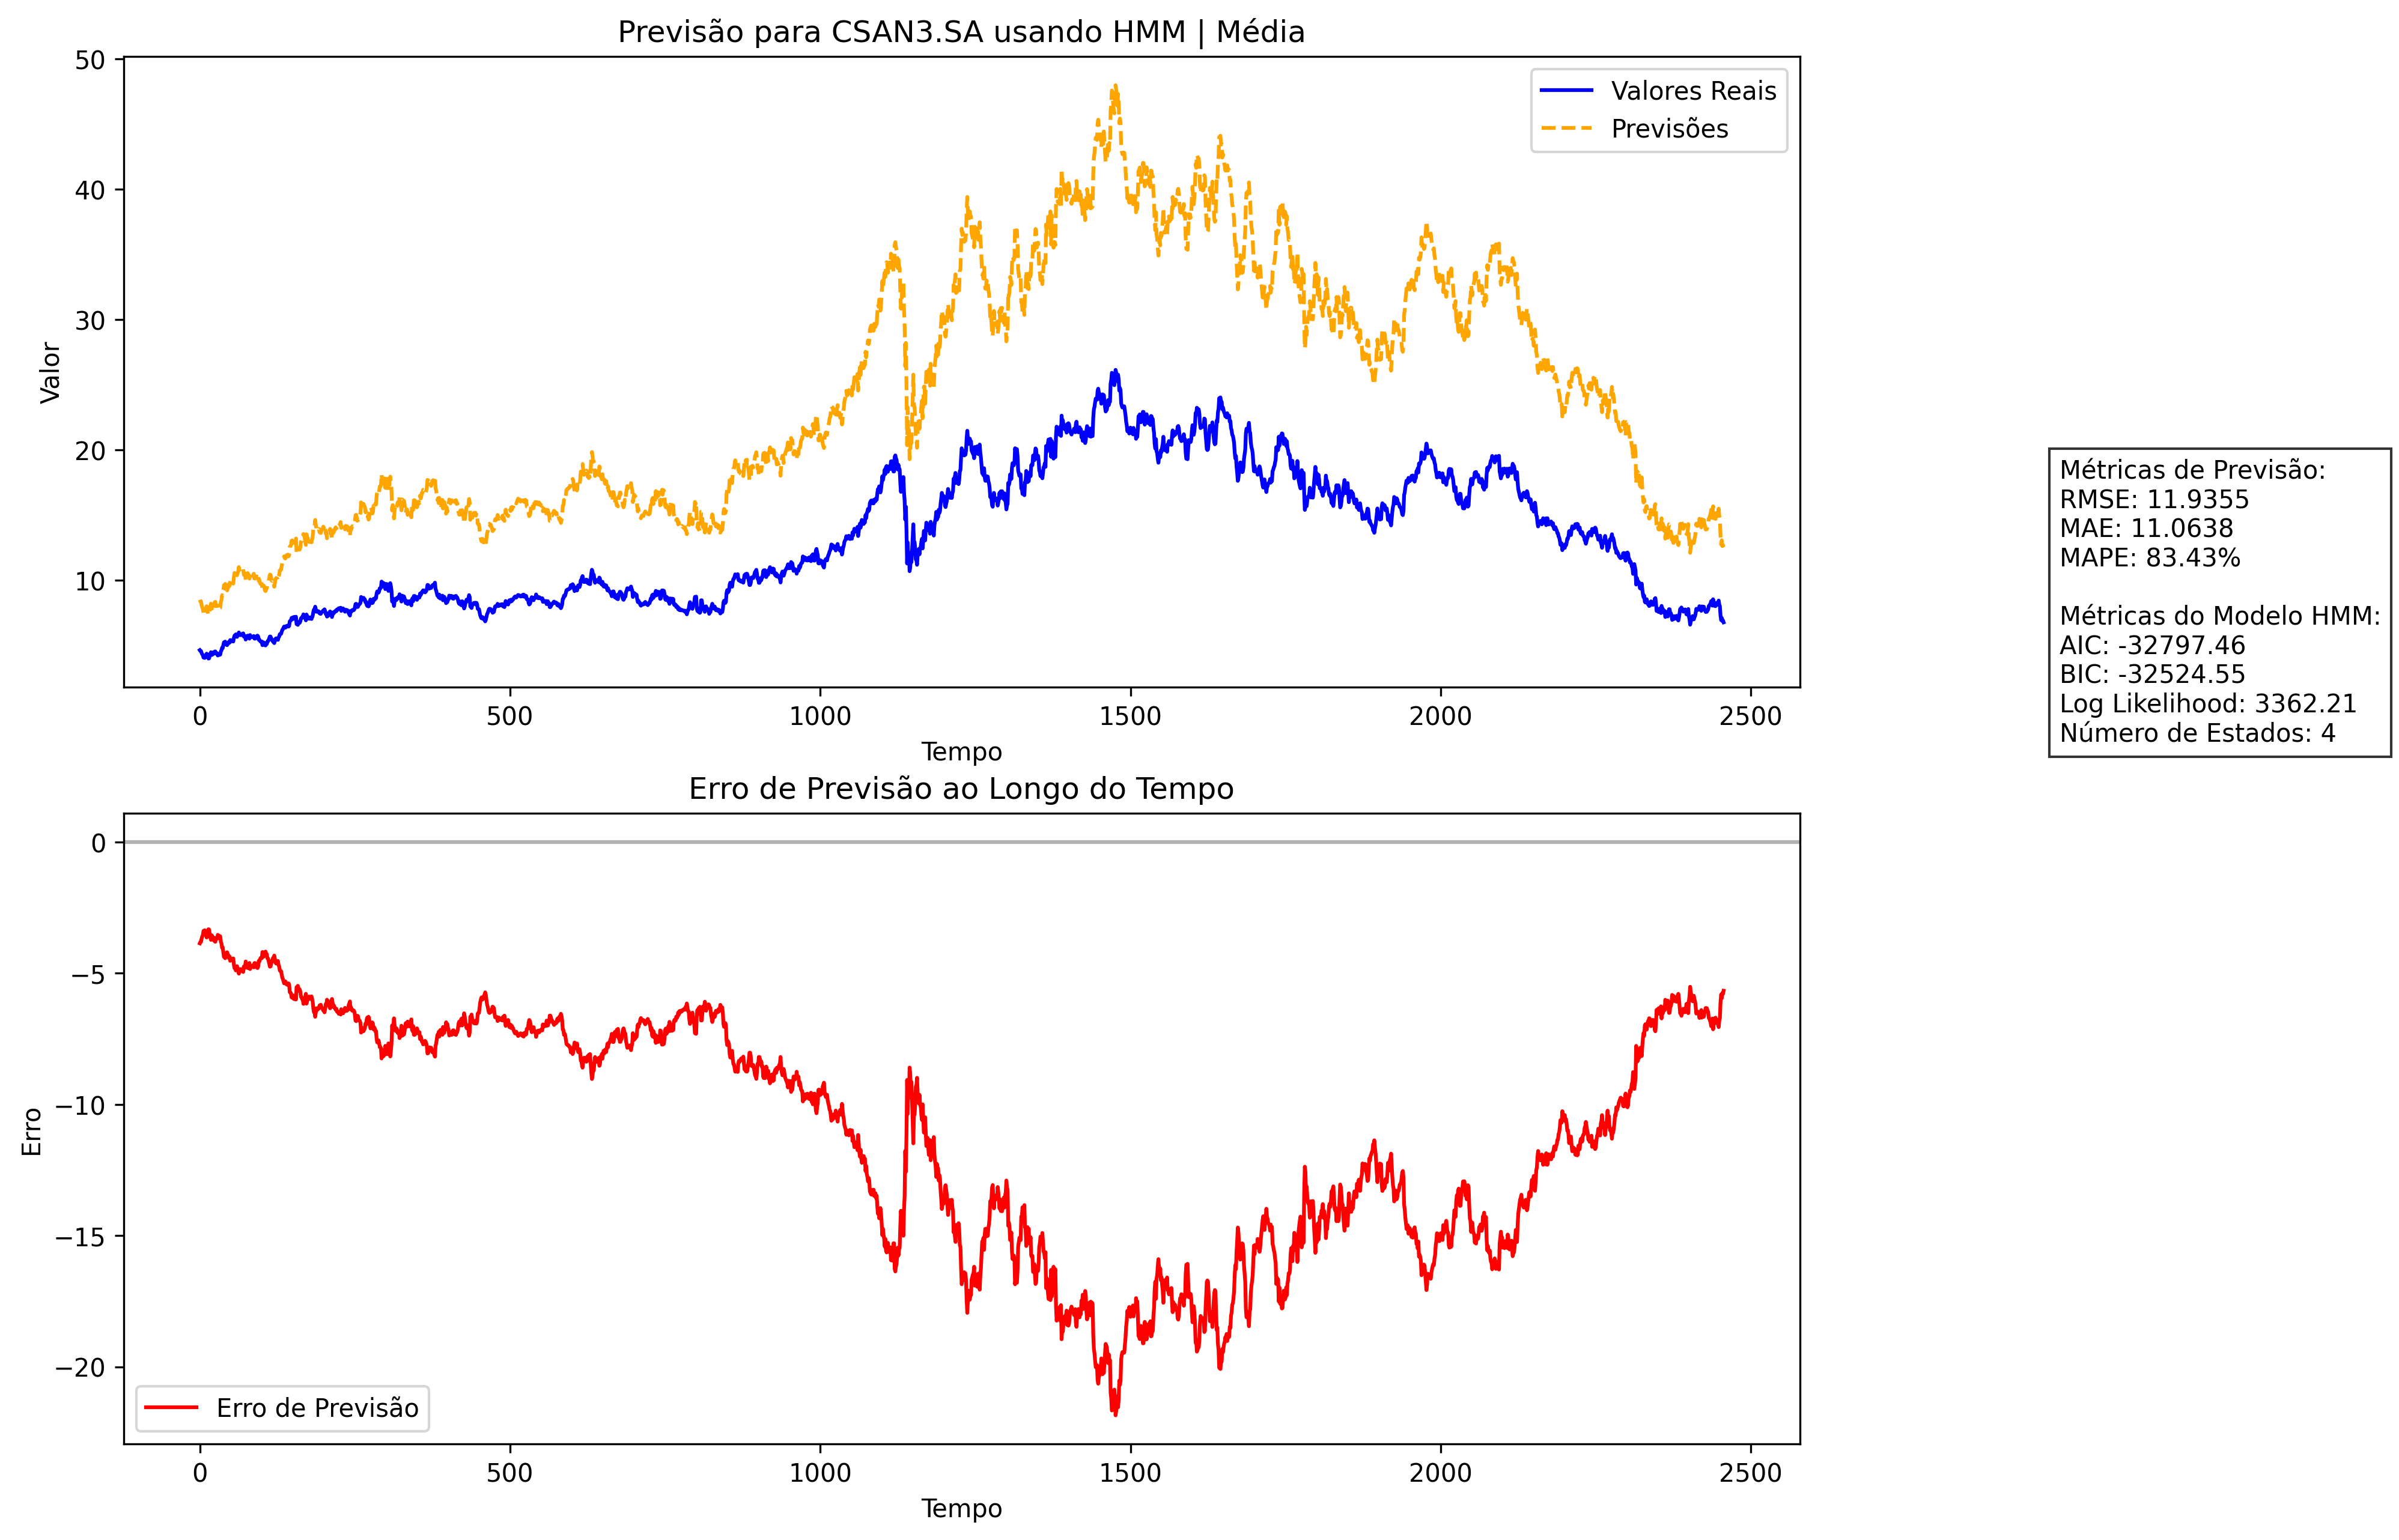 Previsão para CSAN3.SA usando HMM | Média
50
40
30
20
10
Valor
Valores Reais
Previsões
0
500
1000
1500
2000
2500
Tempo
Métricas de Previsão:
RMSE: 11.9355
MAE: 11.0638
MAPE: 83.43%
Métricas do Modelo HMM:
AIC: -32797.46
BIC: -32524.55
Log Likelihood: 3362.21
Número de Estados: 4
Erro de Previsão ao Longo do Tempo
0
−5
−10
−15
−20
Erro
Erro de Previsão
0
500
1000
1500
2000
2500
Tempo